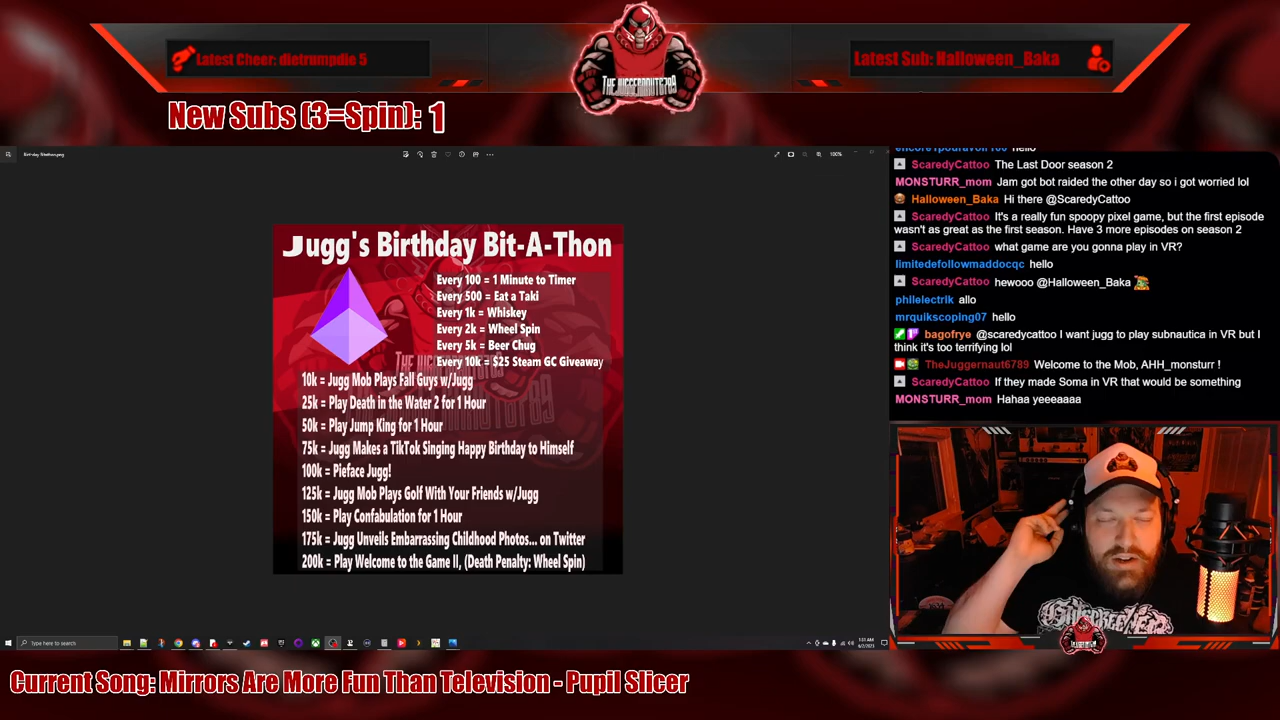 Latest Cheer: dietrumpdie 5
THEJUGGERNAUT6789
Latest Sub: Halloween_Baka
New Subs (3=Spin): 1
100%
hello
ScaredyCattoo The Last Door season 2
MONSTURR_mom Jam got bot raided the other day so i got worried lol
Halloween_Baka Hi there @ScaredyCattoo
ScaredyCattoo It's a really fun spoopy pixel game, but the first episode
wasn't as great as the first season. Have 3 more episodes on season 2
ScaredyCattoo what game are you gonna play in VR?
limitedefollowmaddocqc hello
ScaredyCattoo hewooo @Halloween_Baka
philelectrik allo
mrquikscoping07 hello
bagofrye @scaredycattoo I want jugg to play subnautica in VR but I
think it's too terrifying lol
TheJuggernaut6789 Welcome to the Mob, AHH_monsturr !
ScaredyCattoo If they made Soma in VR that would be something
MONSTURR_mom Hahaa yeeeaaaa
Jugg's Birthday Bit-A-Thon
Every 100 = 1 Minute to Timer
Every 500 = Eat a Taki
Every 1k = Whiskey
Every 2k = Wheel Spin
Every 5k = Beer Chug
Every 10k = $25 Steam GC Giveaway
10k = Jugg Mob Plays Fall Guys w/Jugg
25k = Play Death in the Water 2 for 1 Hour
50k = Play Jump King for 1 Hour
75k = Jugg Makes a TikTok Singing Happy Birthday to Himself
100k = Pieface Jugg!
125k = Jugg Mob Plays Golf With Your Friends w/Jugg
150k = Play Confabulation for 1 Hour
175k = Jugg Unveils Embarrassing Childhood Photos... on Twitter
200k = Play Welcome to the Game II, (Death Penalty: Wheel Spin)
Type here to search
1:31 AM
Current Song: Mirrors Are More Fun Than Television - Pupil Slicer